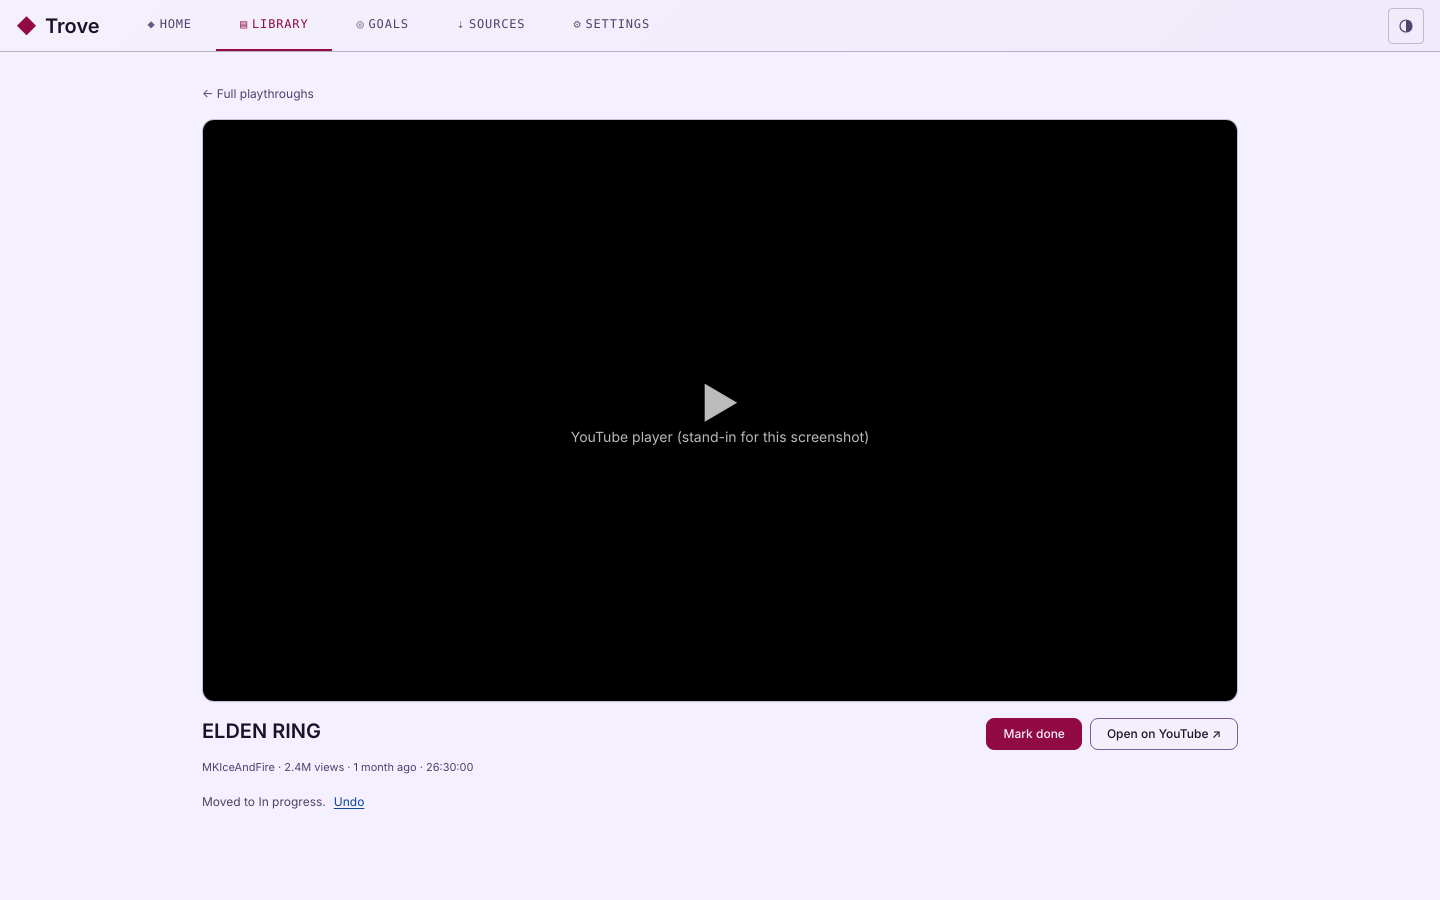 Trove
◆ HOME
▤ LIBRARY
◎ GOALS
↓ SOURCES
⚙ SETTINGS
← Full playthroughs
YouTube player (stand-in for this screenshot)
ELDEN RING
Mark done
Open on YouTube ↗
MKIceAndFire · 2.4M views · 1 month ago · 26:30:00
Moved to In progress. Undo